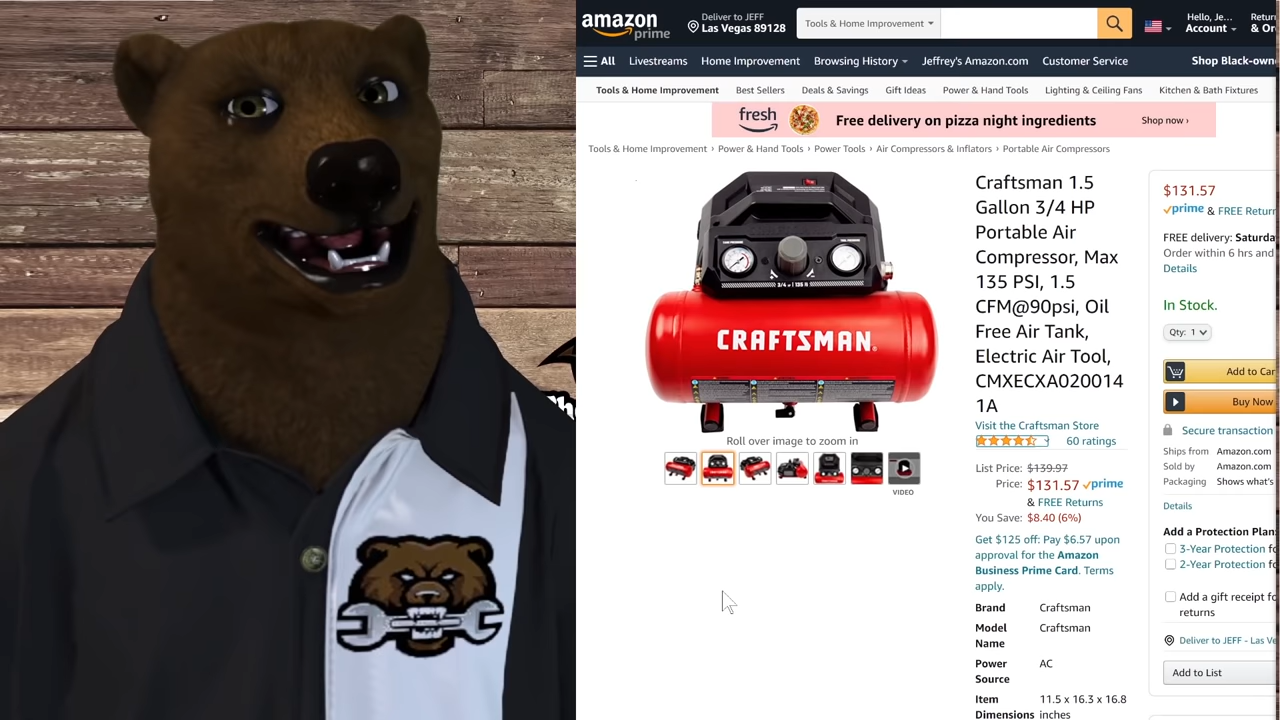 amazon
prime
Deliver to JEFF
Las Vegas 89128
Tools & Home Improvement
Hello, Je...
Account
Return
& Or
All
Livestreams
Home Improvement
Browsing History
Jeffrey's Amazon.com
Customer Service
Shop Black-owne
Tools & Home Improvement
Best Sellers
Deals & Savings
Gift Ideas
Power & Hand Tools
Lighting & Ceiling Fans
Kitchen & Bath Fixtures
fresh
Free delivery on pizza night ingredients
Shop now ›
Tools & Home Improvement › Power & Hand Tools › Power Tools › Air Compressors & Inflators › Portable Air Compressors
CRAFTSMAN
Roll over image to zoom in
VIDEO
Craftsman 1.5
Gallon 3/4 HP
Portable Air
Compressor, Max
135 PSI, 1.5
CFM@90psi, Oil
Free Air Tank,
Electric Air Tool,
CMXECXA020014
1A
Visit the Craftsman Store
60 ratings
List Price: $139.97
Price: $131.57 prime
& FREE Returns
You Save: $8.40 (6%)
Get $125 off: Pay $6.57 upon
approval for the Amazon
Business Prime Card. Terms
apply.
Brand Craftsman
Model Craftsman
Name
Power AC
Source
Item 11.5 x 16.3 x 16.8
Dimensions inches
$131.57
prime & FREE Return
FREE delivery: Saturda
Order within 6 hrs and
Details
In Stock.
Qty: 1
Add to Car
Buy Now
Secure transaction
Ships from Amazon.com
Sold by Amazon.com
Packaging Shows what's
Details
Add a Protection Plan
3-Year Protection fo
2-Year Protection fo
Add a gift receipt fo
returns
Deliver to JEFF - Las Ve
Add to List